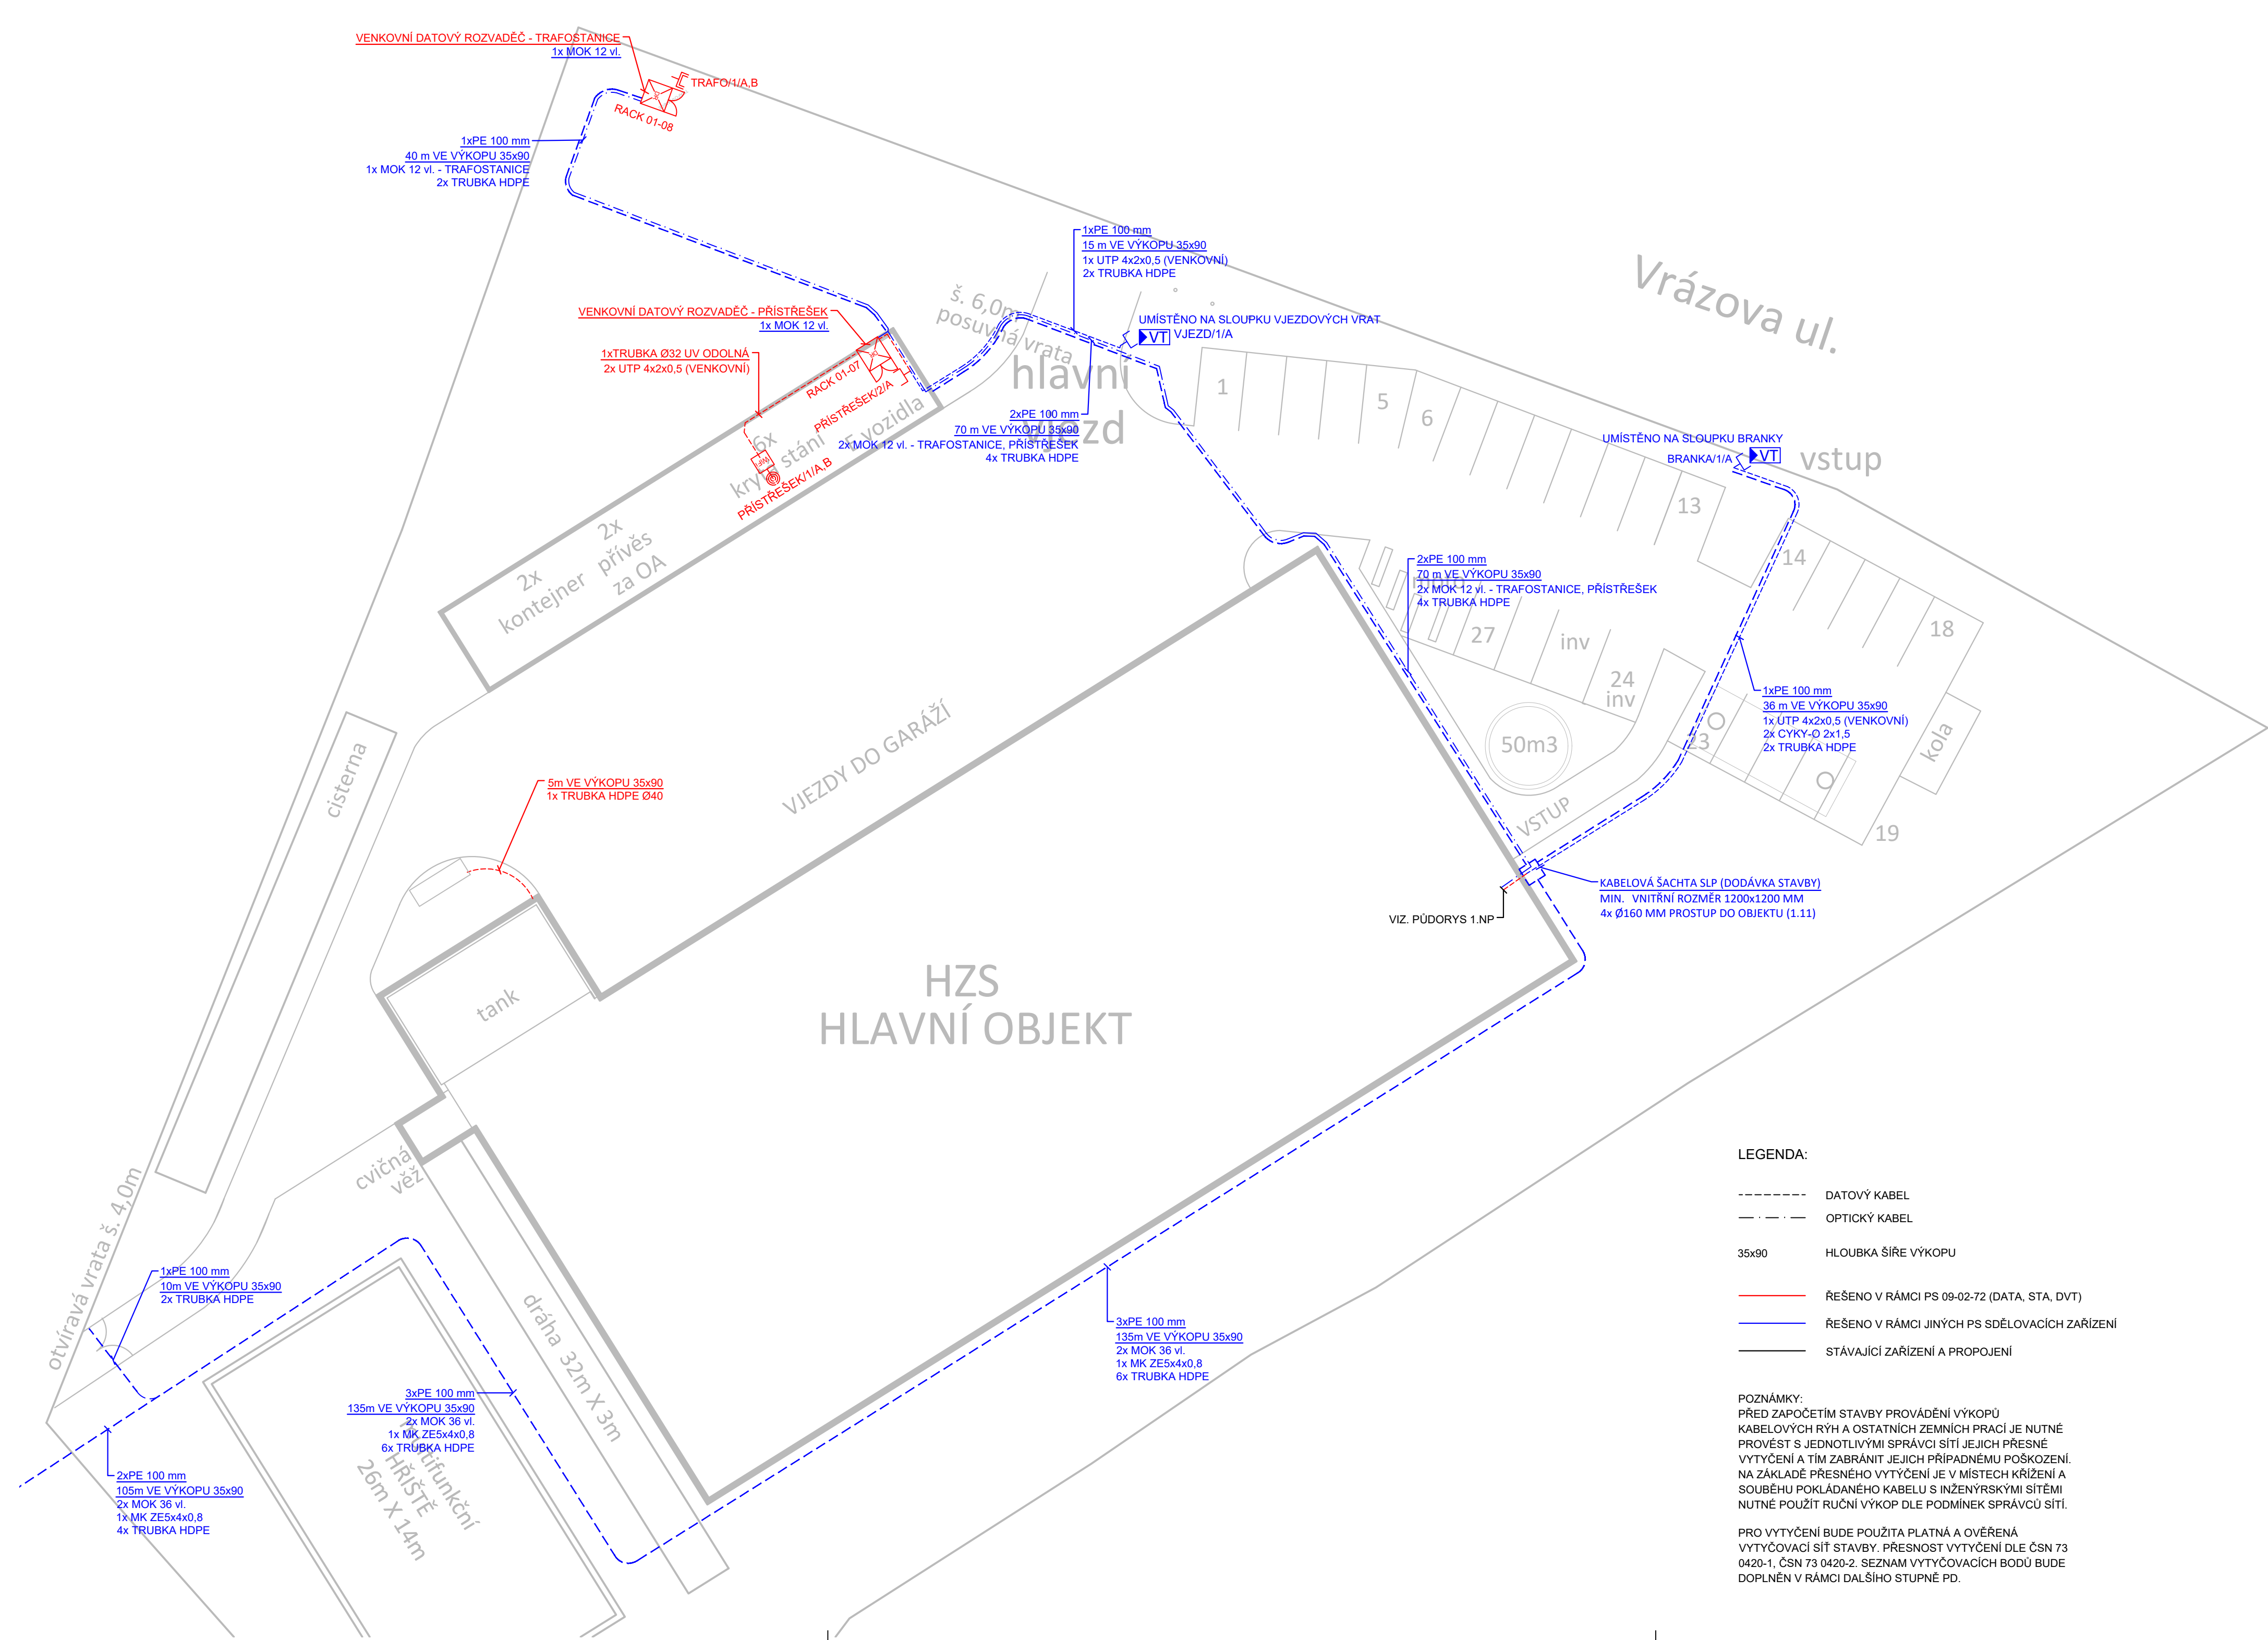 VENKOVNÍ DATOVÝ ROZVADĚČ - TRAFOSTANICE
1x MOK 12 vl.
TRAFO/1/A,B
RACK 01-08
1xPE 100 mm
40 m VE VÝKOPU 35x90
1x MOK 12 vl. - TRAFOSTANICE
2x TRUBKA HDPE
1xPE 100 mm
15 m VE VÝKOPU 35x90
1x UTP 4x2x0,5 (VENKOVNÍ)
2x TRUBKA HDPE
Vrázova ul.
š. 6,0m
posuvná vrata
hlavní
vjezd
UMÍSTĚNO NA SLOUPKU VJEZDOVÝCH VRAT
VT VJEZD/1/A
VENKOVNÍ DATOVÝ ROZVADĚČ - PŘÍSTŘEŠEK
1x MOK 12 vl.
1xTRUBKA Ø32 UV ODOLNÁ
2x UTP 4x2x0,5 (VENKOVNÍ)
RACK 01-07
PŘÍSTŘEŠEK/2/A
PŘÍSTŘEŠEK/1/A,B
6x
stání
vozidla
2xPE 100 mm
70 m VE VÝKOPU 35x90
2x MOK 12 vl. - TRAFOSTANICE, PŘÍSTŘEŠEK
4x TRUBKA HDPE
1
5
6
13
UMÍSTĚNO NA SLOUPKU BRANKY
BRANKA/1/A VT
vstup
2x
přívěs
za OA
2x
kontejner
2xPE 100 mm
70 m VE VÝKOPU 35x90
2x MOK 12 vl. - TRAFOSTANICE, PŘÍSTŘEŠEK
4x TRUBKA HDPE
14
18
27
inv
24
inv
23
19
kola
50m3
VSTUP
1xPE 100 mm
36 m VE VÝKOPU 35x90
1x UTP 4x2x0,5 (VENKOVNÍ)
2x CYKY-O 2x1,5
2x TRUBKA HDPE
cisterna
VJEZDY DO GARÁŽÍ
5m VE VÝKOPU 35x90
1x TRUBKA HDPE Ø40
KABELOVÁ ŠACHTA SLP (DODÁVKA STAVBY)
MIN. VNITŘNÍ ROZMĚR 1200x1200 MM
4x Ø160 MM PROSTUP DO OBJEKTU (1.11)
VIZ. PŮDORYS 1.NP
HZS
HLAVNÍ OBJEKT
tank
cvičná
věž
otvíravá vrata š. 4,0m
dráha 32m X 3m
1xPE 100 mm
10m VE VÝKOPU 35x90
2x TRUBKA HDPE
3xPE 100 mm
135m VE VÝKOPU 35x90
2x MOK 36 vl.
1x MK ZE5x4x0,8
6x TRUBKA HDPE
3xPE 100 mm
135m VE VÝKOPU 35x90
2x MOK 36 vl.
1x MK ZE5x4x0,8
6x TRUBKA HDPE
HŘIŠTĚ
26m X 14m
2xPE 100 mm
105m VE VÝKOPU 35x90
2x MOK 36 vl.
1x MK ZE5x4x0,8
4x TRUBKA HDPE
LEGENDA:
DATOVÝ KABEL
OPTICKÝ KABEL
35x90 HLOUBKA ŠÍŘE VÝKOPU
ŘEŠENO V RÁMCI PS 09-02-72 (DATA, STA, DVT)
ŘEŠENO V RÁMCI JINÝCH PS SDĚLOVACÍCH ZAŘÍZENÍ
STÁVAJÍCÍ ZAŘÍZENÍ A PROPOJENÍ
POZNÁMKY:
PŘED ZAPOČETÍM STAVBY PROVÁDĚNÍ VÝKOPŮ
KABELOVÝCH RÝH A OSTATNÍCH ZEMNÍCH PRACÍ JE NUTNÉ
PROVÉST S JEDNOTLIVÝMI SPRÁVCI SÍTÍ JEJICH PŘESNÉ
VYTYČENÍ A TÍM ZABRÁNIT JEJICH PŘÍPADNÉMU POŠKOZENÍ.
NA ZÁKLADĚ PŘESNÉHO VYTÝČENÍ JE V MÍSTECH KŘÍŽENÍ A
SOUBĚHU POKLÁDANÉHO KABELU S INŽENÝRSKÝMI SÍTĚMI
NUTNÉ POUŽÍT RUČNÍ VÝKOP DLE PODMÍNEK SPRÁVCŮ SÍTÍ.
PRO VYTYČENÍ BUDE POUŽITA PLATNÁ A OVĚŘENÁ
VYTYČOVACÍ SÍŤ STAVBY. PŘESNOST VYTYČENÍ DLE ČSN 73
0420-1, ČSN 73 0420-2. SEZNAM VYTYČOVACÍCH BODŮ BUDE
DOPLNĚN V RÁMCI DALŠÍHO STUPNĚ PD.